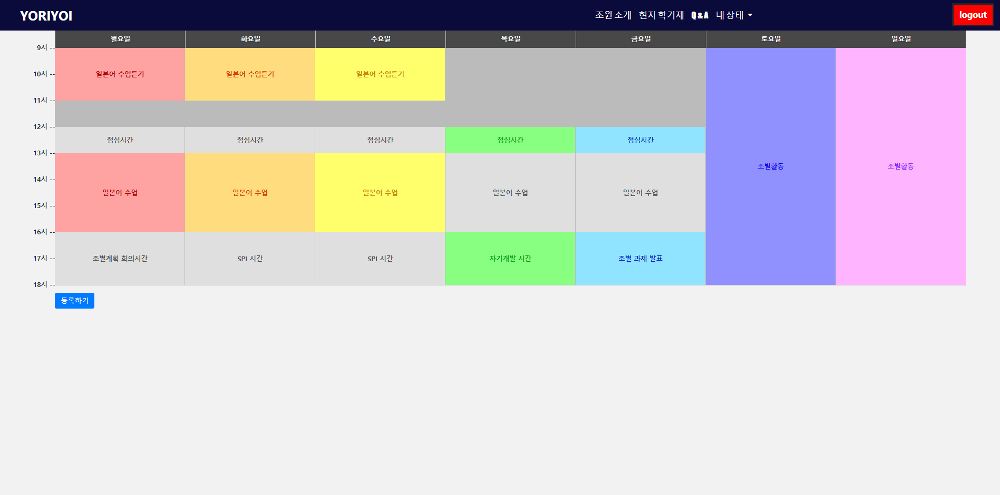 YORIYOI 조원 소개 현지 학기제 Q&A 내 상태 logout
월요일 화요일 수요일 목요일 금요일 토요일 일요일
9시 --
10시 -- 일본어 수업듣기 일본어 수업듣기 일본어 수업듣기
11시 --
12시 --
점심시간 점심시간 점심시간 점심시간 점심시간
13시 --
조별활동 조별활동
14시 --
일본어 수업 일본어 수업 일본어 수업 일본어 수업 일본어 수업
15시 --
16시 --
17시 -- 조별계획 회의시간 SPI 시간 SPI 시간 자기개발 시간 조별 과제 발표
18시 --
등록하기